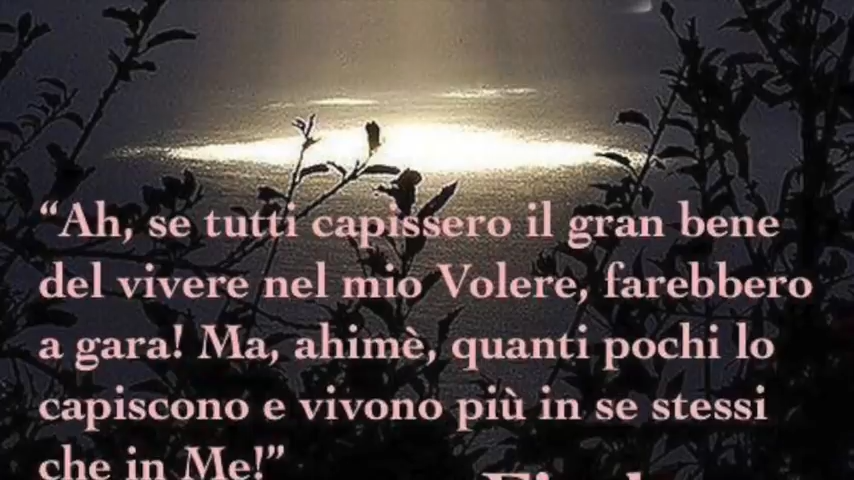 “Ah, se tutti capissero il gran bene
del vivere nel mio Volere, farebbero
a gara! Ma, ahimè, quanti pochi lo
capiscono e vivono più in se stessi
che in Me!”